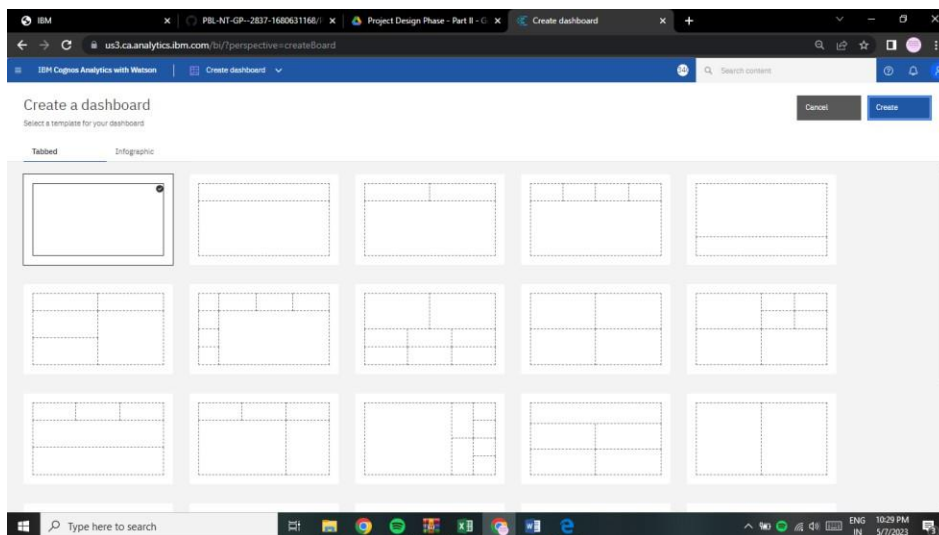 IBM
PBL-NT-GP--2837-1680631168/
Project Design Phase - Part II - G
Create dashboard
us3.ca.analytics.ibm.com/bi/?perspective=createBoard
IBM Cognos Analytics with Watson
Create dashboard
Search content
Create a dashboard
Select a template for your dashboard
Cancel
Create
Tabbed
Infographic
Type here to search
ENG
IN
10:29 PM
5/7/2023